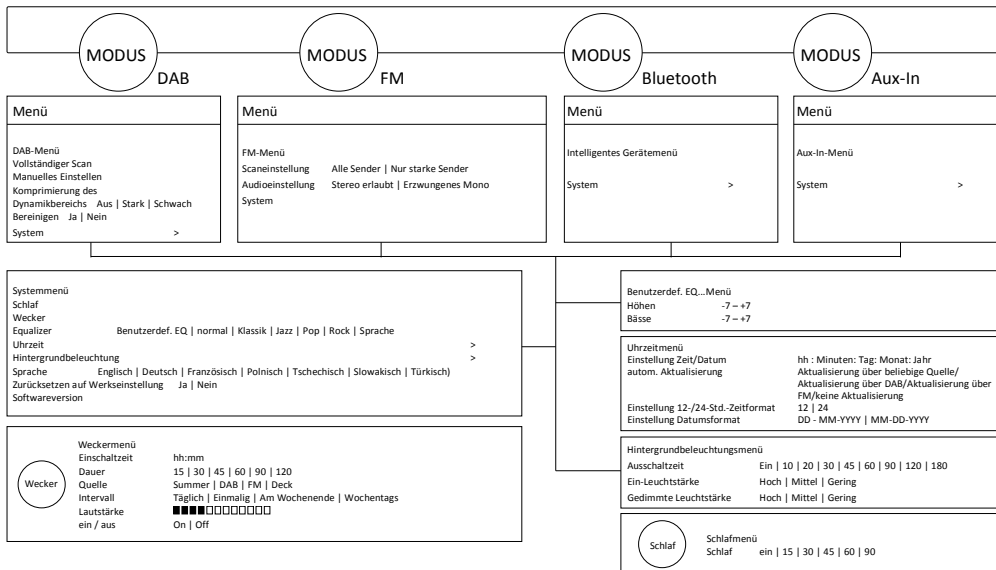 MODUS
DAB
MODUS
FM
MODUS
Bluetooth
MODUS
Aux-In
Menü
DAB-Menü
Vollständiger Scan
Manuelles Einstellen
Komprimierung des
Dynamikbereichs Aus | Stark | Schwach
Bereinigen Ja | Nein
System >
Menü
FM-Menü
Scaneinstellung Alle Sender | Nur starke Sender
Audioeinstellung Stereo erlaubt | Erzwungenes Mono
System
Menü
Intelligentes Gerätemenü
System >
Menü
Aux-In-Menü
System >
Systemmenü
Schlaf
Wecker
Equalizer Benutzerdef. EQ | normal | Klassik | Jazz | Pop | Rock | Sprache
Uhrzeit >
Hintergrundbeleuchtung >
Sprache Englisch | Deutsch | Französisch | Polnisch | Tschechisch | Slowakisch | Türkisch)
Zurücksetzen auf Werkseinstellung Ja | Nein
Softwareversion
Benutzerdef. EQ...Menü
Höhen -7 – +7
Bässe -7 – +7
Uhrzeitmenü
Einstellung Zeit/Datum hh : Minuten: Tag: Monat: Jahr
autom. Aktualisierung Aktualisierung über beliebige Quelle/
Aktualisierung über DAB/Aktualisierung über
FM/keine Aktualisierung
Einstellung 12-/24-Std.-Zeitformat 12 | 24
Einstellung Datumsformat DD - MM-YYYY | MM-DD-YYYY
Wecker
Weckermenü
Einschaltzeit hh:mm
Dauer 15 | 30 | 45 | 60 | 90 | 120
Quelle Summer | DAB | FM | Deck
Intervall Täglich | Einmalig | Am Wochenende | Wochentags
Lautstärke
ein / aus On | Off
Hintergrundbeleuchtungsmenü
Ausschaltzeit Ein | 10 | 20 | 30 | 45 | 60 | 90 | 120 | 180
Ein-Leuchtstärke Hoch | Mittel | Gering
Gedimmte Leuchtstärke Hoch | Mittel | Gering
Schlaf
Schlafmenü
Schlaf ein | 15 | 30 | 45 | 60 | 90